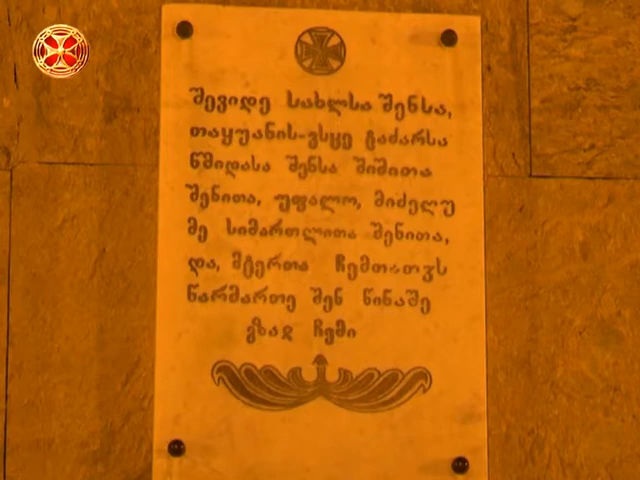 შევიდე სახლსა შენსა,
თაყუანის-ვსცე ტაძარსა
წმიდასა შენსა შიშითა
შენითა, უფალო, მიძეღუ
მე სიმართლითა შენითა,
და, მტერთა ჩემთათჳს
წარმართე შენ წინაშე
გზაჲ ჩემი